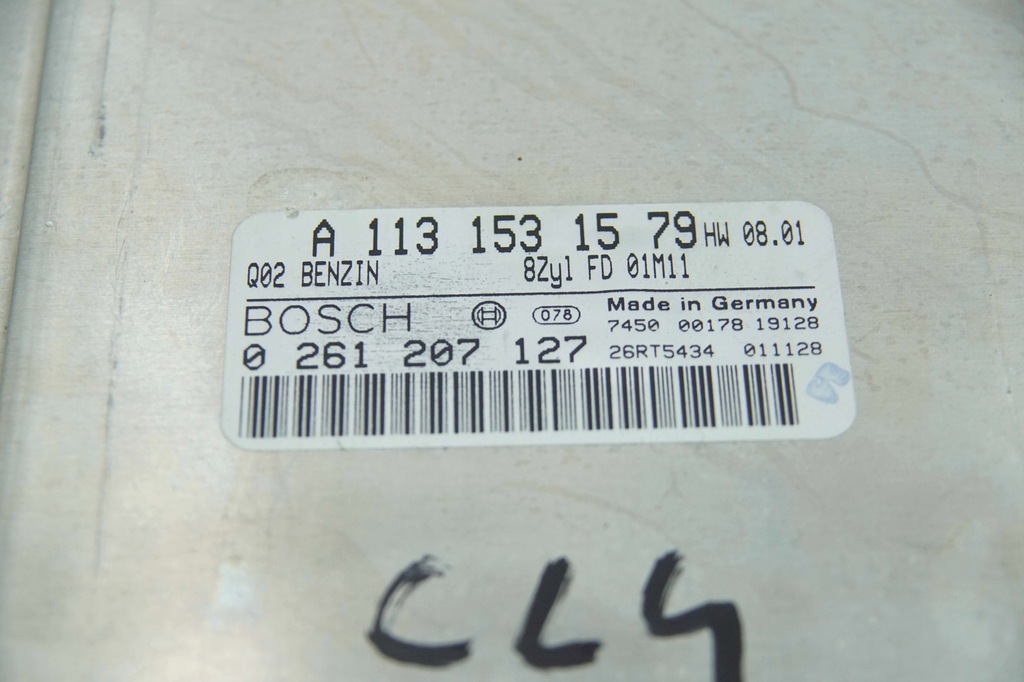 A 113 153 15 79 HW 08.01
Q02 BENZIN 8Zyl FD 01M11
BOSCH 078 Made in Germany
7450 00178 19128
0 261 207 127 26RT5434 011128